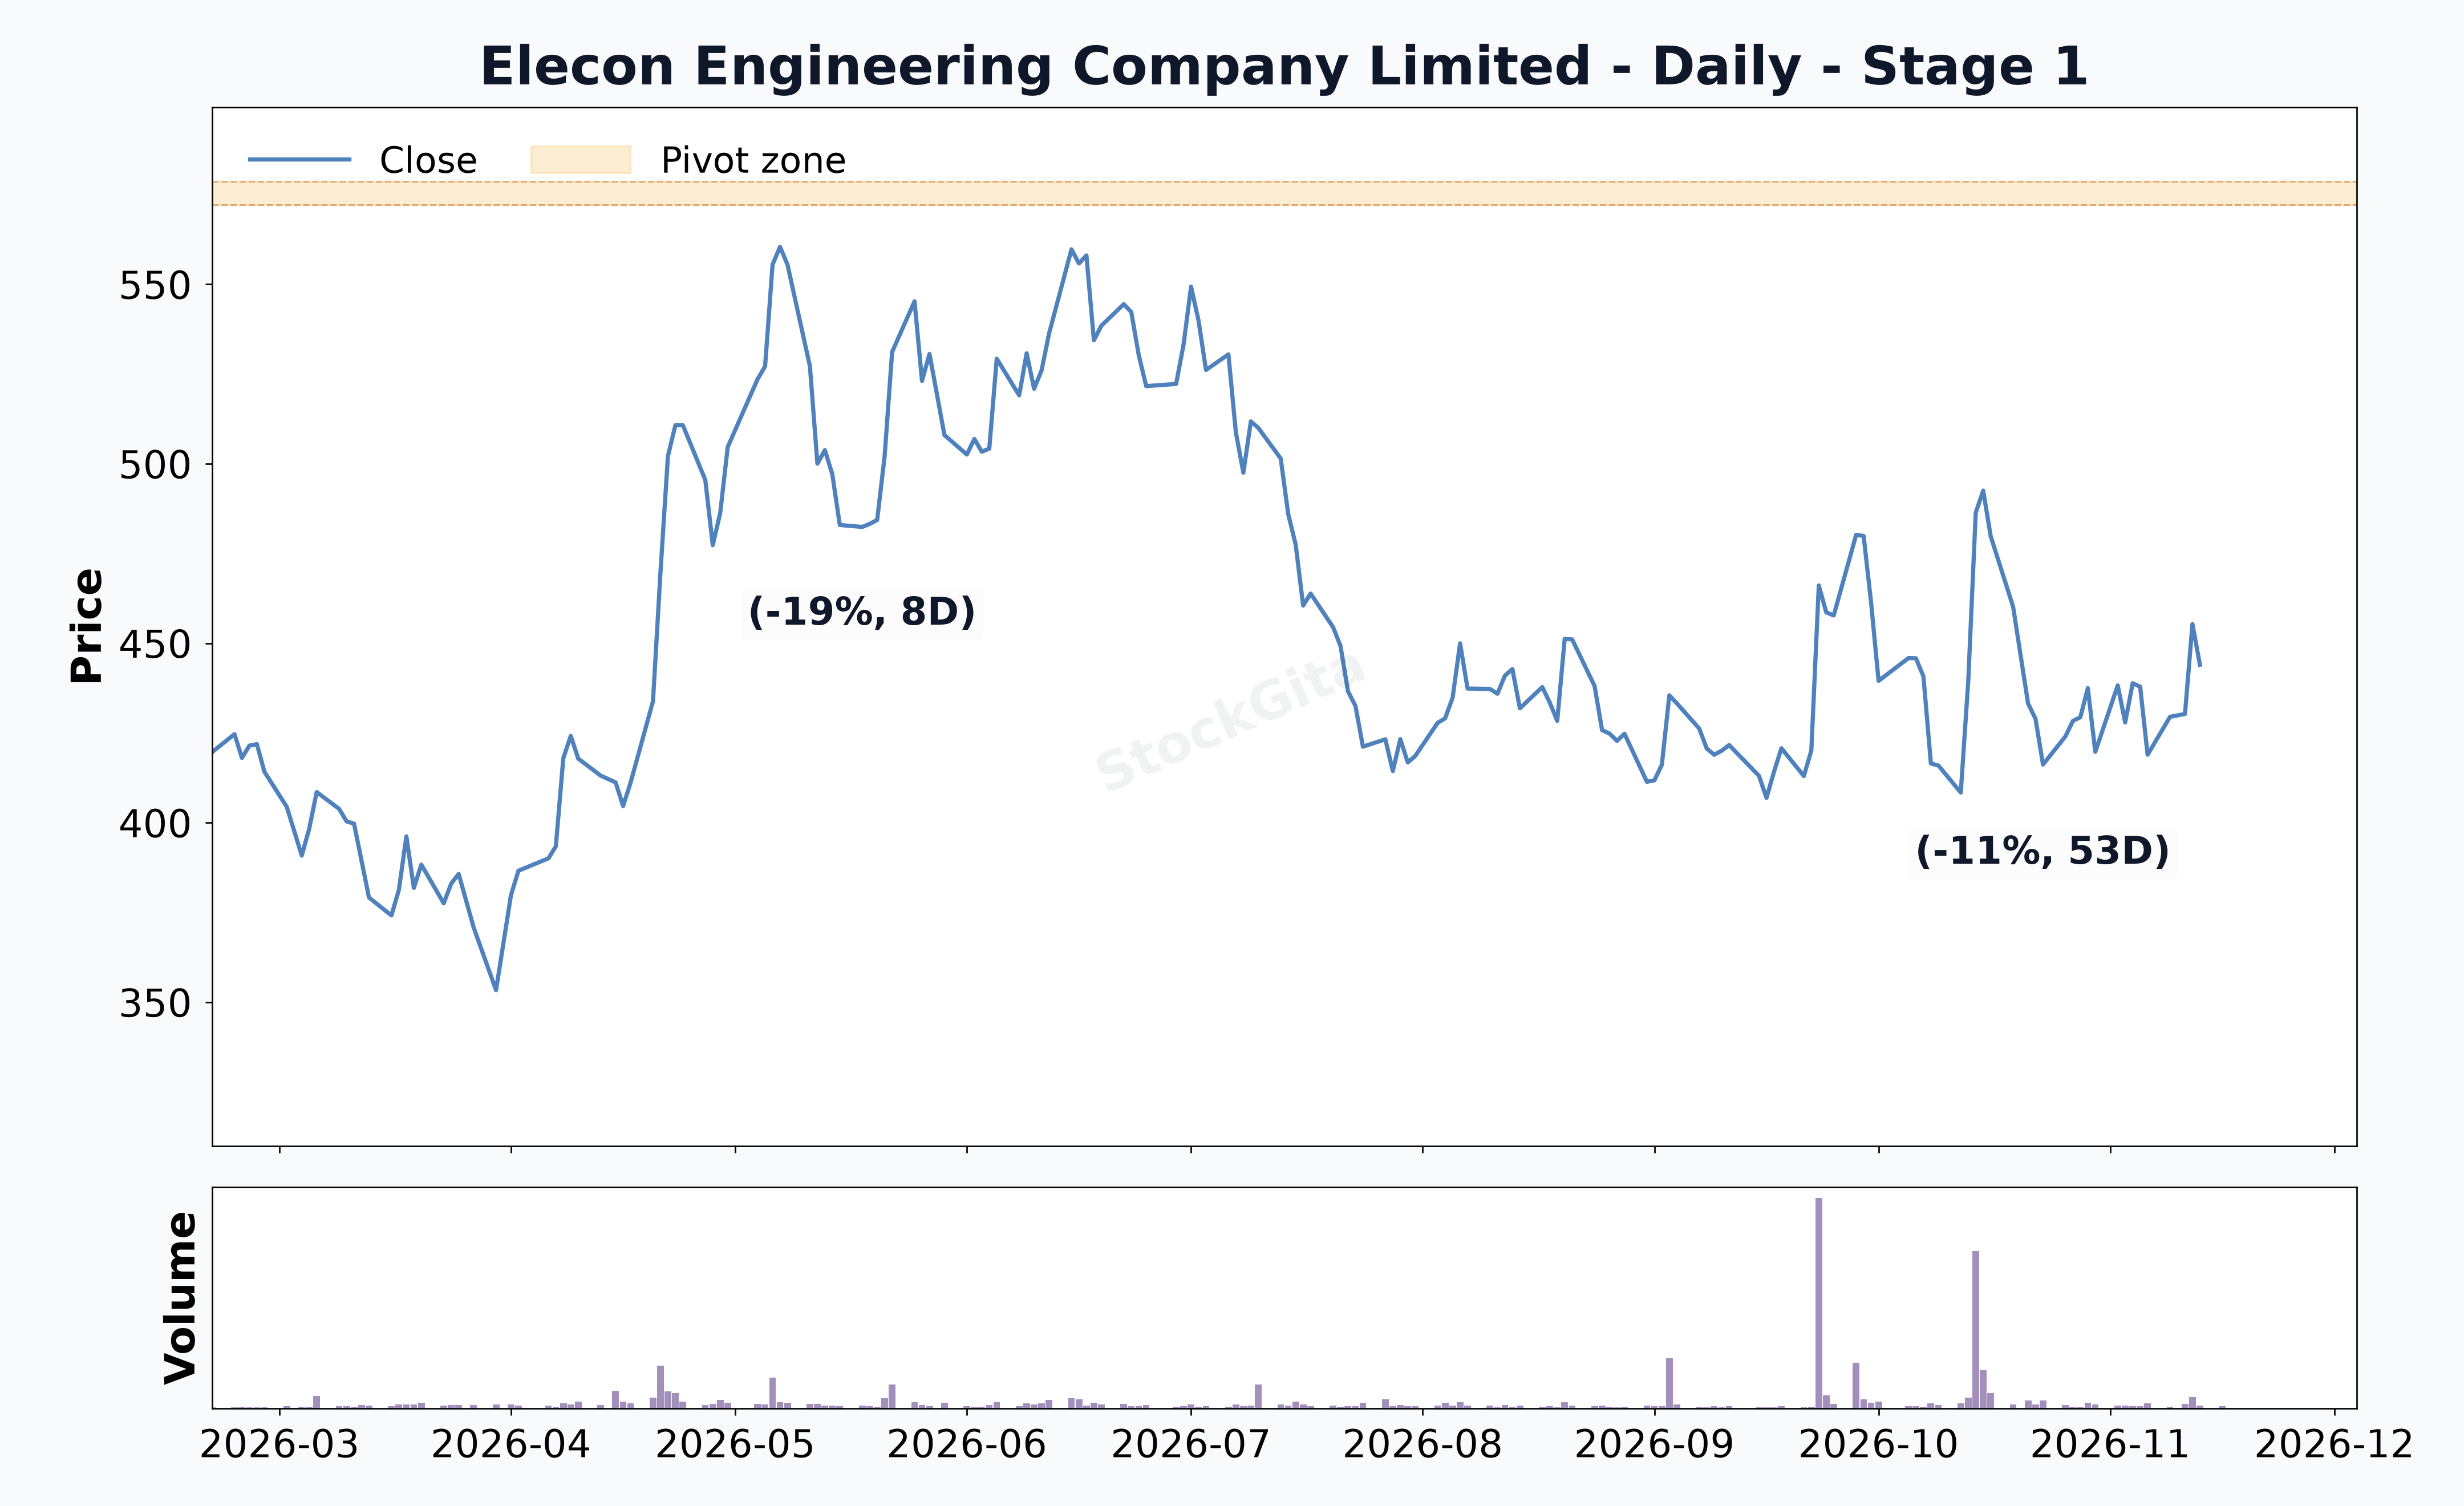 Elecon Engineering Company Limited - Daily - Stage 1
Close
Pivot zone
Price
550
500
450
400
350
(-19%, 8D)
StockGita
(-11%, 53D)
Volume
2026-03
2026-04
2026-05
2026-06
2026-07
2026-08
2026-09
2026-10
2026-11
2026-12